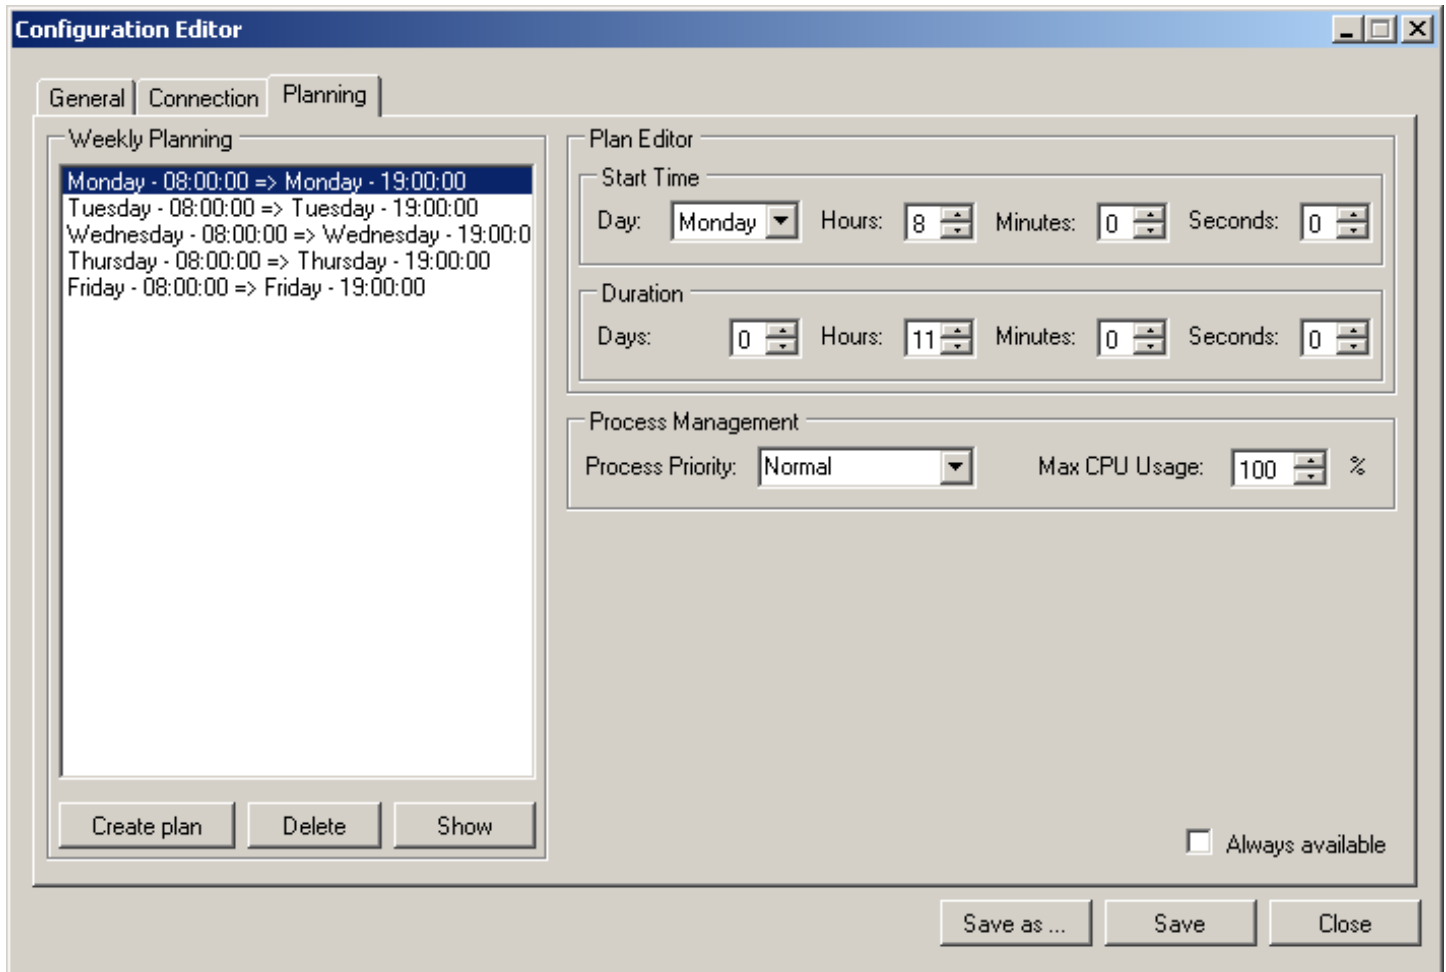 Configuration Editor
General Connection Planning
Weekly Planning
Monday - 08:00:00 => Monday - 19:00:00
Tuesday - 08:00:00 => Tuesday - 19:00:00
Wednesday - 08:00:00 => Wednesday - 19:00:0
Thursday - 08:00:00 => Thursday - 19:00:00
Friday - 08:00:00 => Friday - 19:00:00
Create plan Delete Show
Plan Editor
Start Time
Day: Monday Hours: 8 Minutes: 0 Seconds: 0
Duration
Days: 0 Hours: 11 Minutes: 0 Seconds: 0
Process Management
Process Priority: Normal Max CPU Usage: 100 %
Always available
Save as ... Save Close